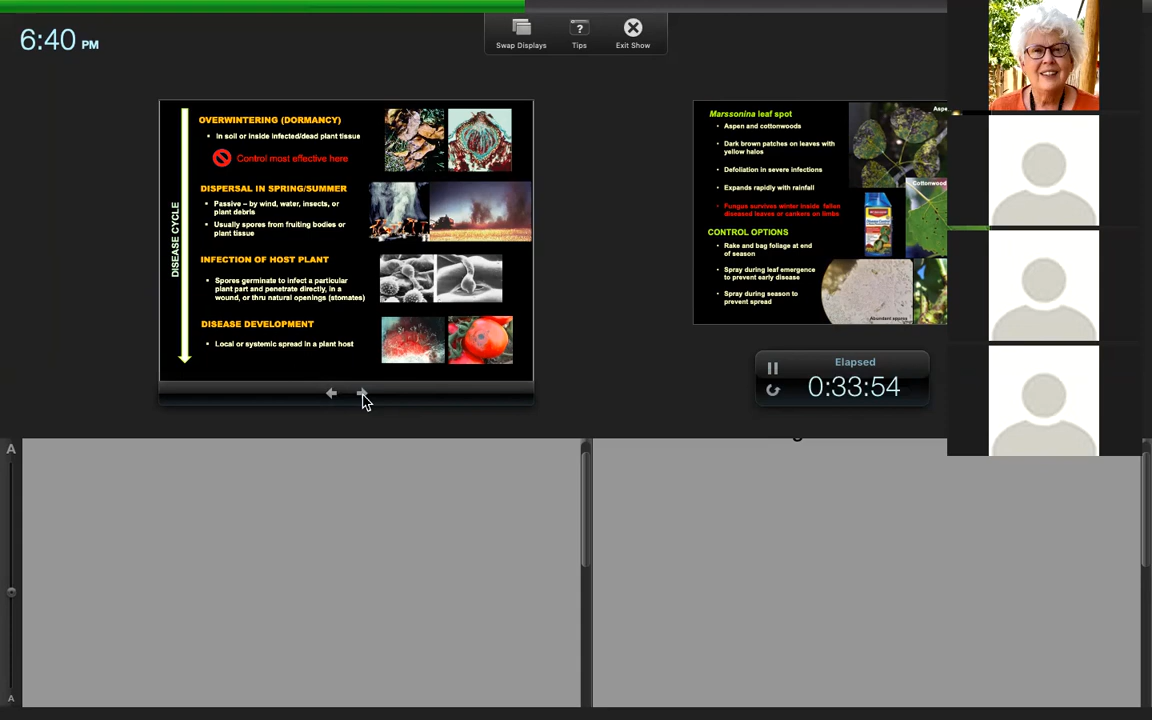 6:40 PM
Swap Displays
Tips
Exit Show
DISEASE CYCLE
OVERWINTERING (DORMANCY)
• In soil or inside infected/dead plant tissue
Control most effective here
DISPERSAL IN SPRING/SUMMER
• Passive – by wind, water, insects, or
plant debris
• Usually spores from fruiting bodies or
plant tissue
INFECTION OF HOST PLANT
• Spores germinate to infect a particular
plant part and penetrate directly, in a
wound, or thru natural openings (stomates)
DISEASE DEVELOPMENT
• Local or systemic spread in a plant host
Marssonina leaf spot
• Aspen and cottonwoods
• Dark brown patches on leaves with
yellow halos
• Defoliation in severe infections
• Expands rapidly with rainfall
• Fungus survives winter inside fallen
diseased leaves or cankers on limbs
CONTROL OPTIONS
• Rake and bag foliage at end
of season
• Spray during leaf emergence
to prevent early disease
• Spray during season to
prevent spread
Cottonwood
Elapsed
0:33:54
A
A